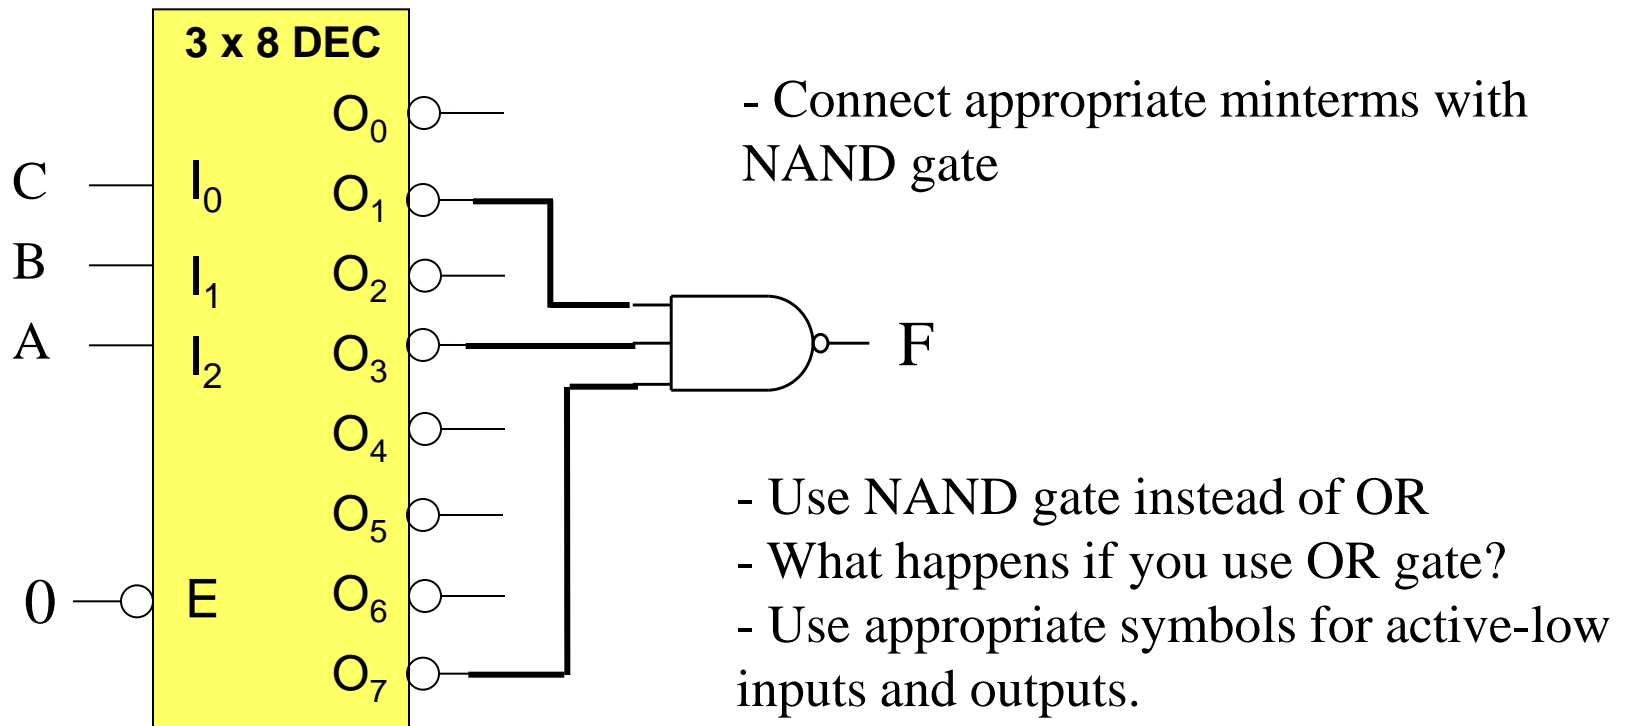 3 x 8 DEC
O0
- Connect appropriate minterms with
NAND gate
C
I0
O1
B
I1
O2
A
I2
O3
F
O4
- Use NAND gate instead of OR
O5
- What happens if you use OR gate?
0
E
O6
- Use appropriate symbols for active-low
O7
inputs and outputs.